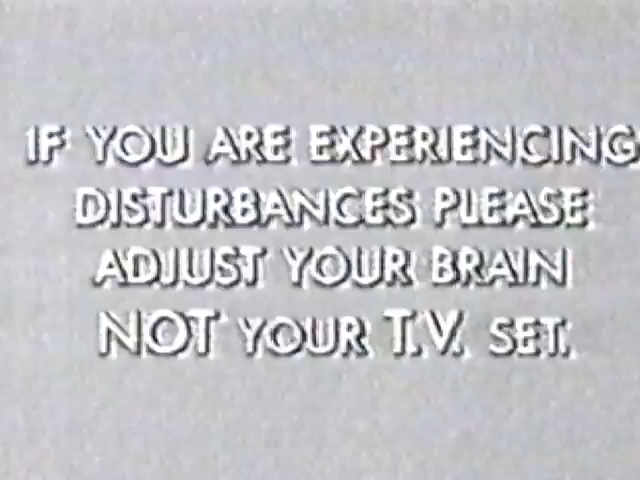 IF YOU ARE EXPERIENCING
DISTURBANCES PLEASE
ADJUST YOUR BRAIN
NOT YOUR T.V. SET.